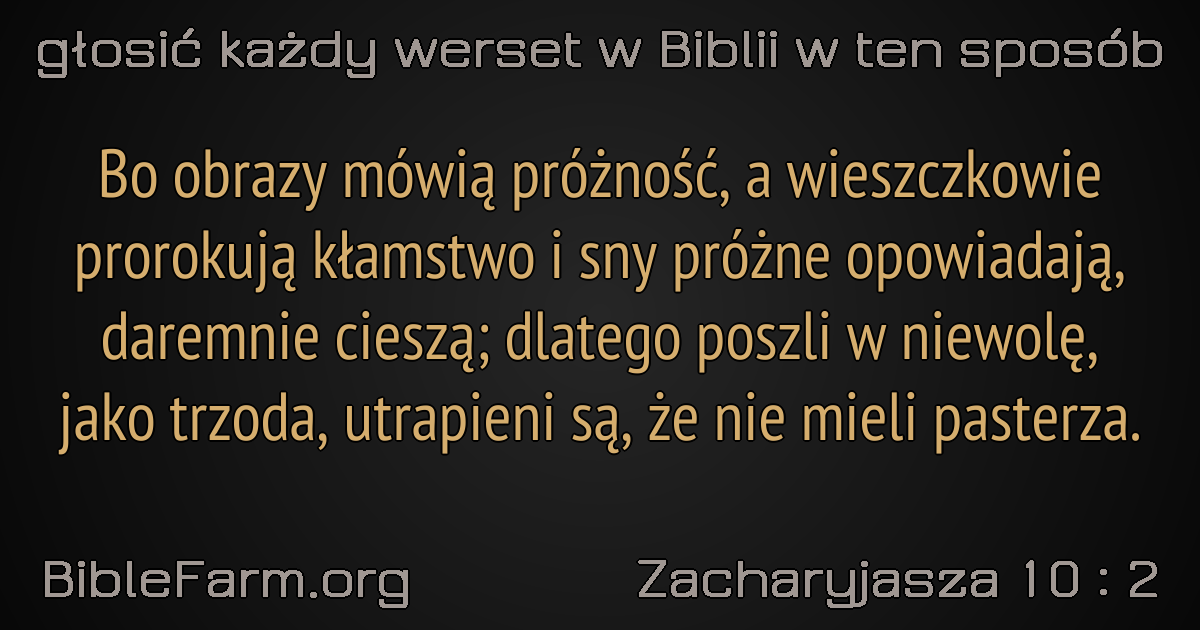 głosić każdy werset w Biblii w ten sposób
Bo obrazy mówią próżność, a wieszczkowie
prorokują kłamstwo i sny próżne opowiadają,
daremnie cieszą; dlatego poszli w niewolę,
jako trzoda, utrapieni są, że nie mieli pasterza.
BibleFarm.org
Zacharyjasza 10 : 2